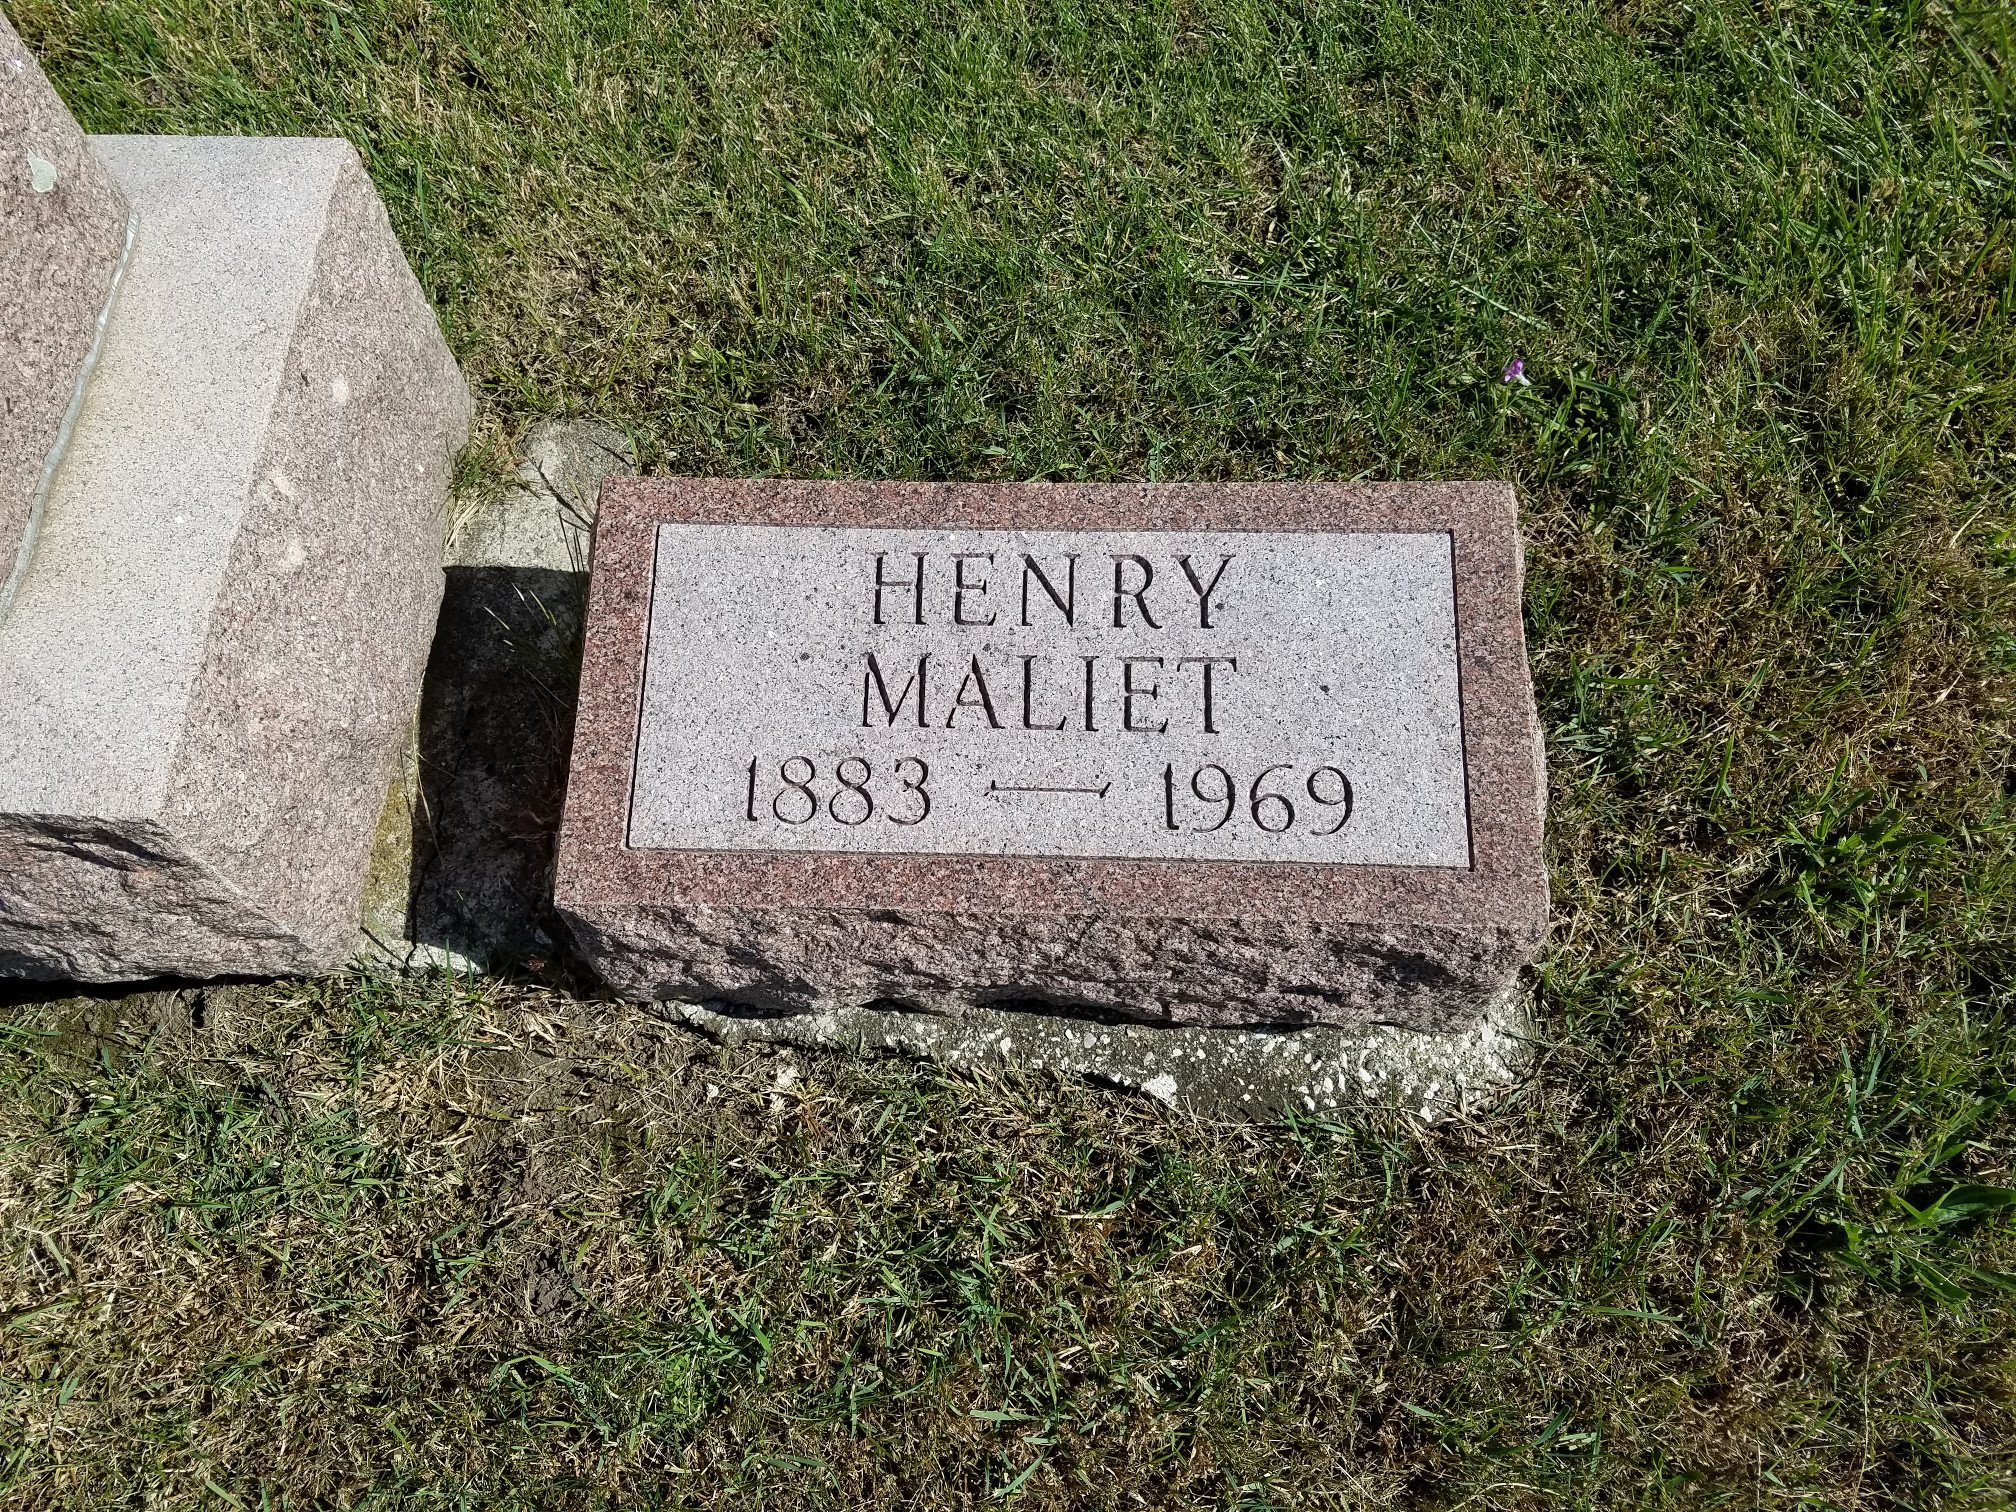 HENRY
MALIET
1883 — 1969